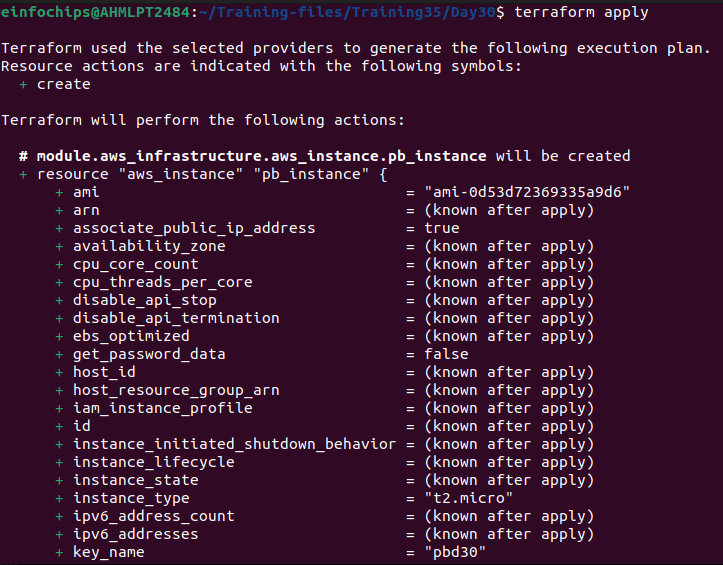 einfochips@AHMLPT2484:~/Training-files/Training35/Day30$ terraform apply
Terraform used the selected providers to generate the following execution plan.
Resource actions are indicated with the following symbols:
+ create
Terraform will perform the following actions:
# module.aws_infrastructure.aws_instance.pb_instance will be created
+ resource "aws_instance" "pb_instance" {
+ ami = "ami-0d53d72369335a9d6"
+ arn = (known after apply)
+ associate_public_ip_address = true
+ availability_zone = (known after apply)
+ cpu_core_count = (known after apply)
+ cpu_threads_per_core = (known after apply)
+ disable_api_stop = (known after apply)
+ disable_api_termination = (known after apply)
+ ebs_optimized = (known after apply)
+ get_password_data = false
+ host_id = (known after apply)
+ host_resource_group_arn = (known after apply)
+ iam_instance_profile = (known after apply)
+ id = (known after apply)
+ instance_initiated_shutdown_behavior = (known after apply)
+ instance_lifecycle = (known after apply)
+ instance_state = (known after apply)
+ instance_type = "t2.micro"
+ ipv6_address_count = (known after apply)
+ ipv6_addresses = (known after apply)
+ key_name = "pbd30"